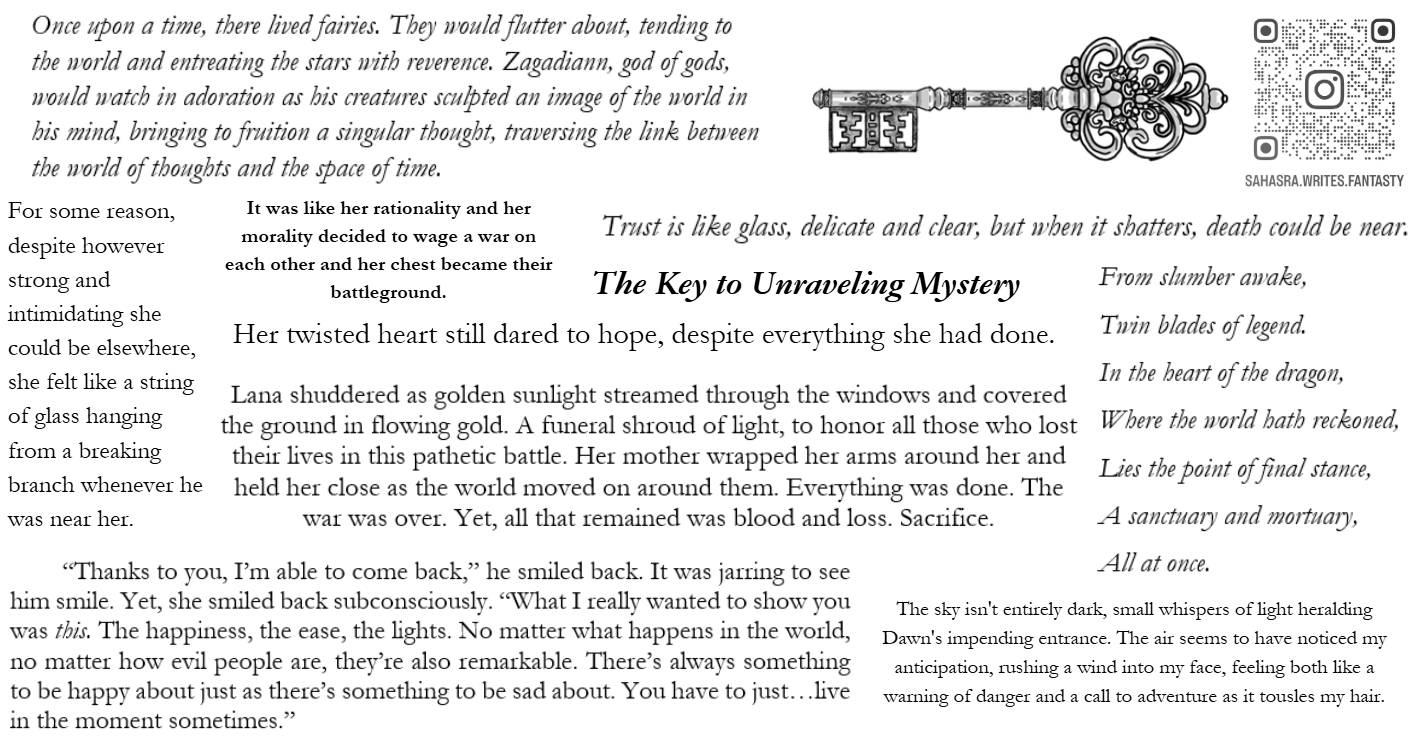 Once upon a time, there lived fairies. They would flutter about, tending to
the world and entreating the stars with reverence. Zagadiann, god of gods,
would watch in adoration as his creatures sculpted an image of the world in
his mind, bringing to fruition a singular thought, traversing the link between
the world of thoughts and the space of time.
SAHASRA.WRITES.FANTASTY
For some reason,
despite however
strong and
intimidating she
could be elsewhere,
she felt like a string
of glass hanging
from a breaking
branch whenever he
was near her.
It was like her rationality and her
morality decided to wage a war on
each other and her chest became their
battleground.
Trust is like glass, delicate and clear, but when it shatters, death could be near.
The Key to Unraveling Mystery
Her twisted heart still dared to hope, despite everything she had done.
Lana shuddered as golden sunlight streamed through the windows and covered
the ground in flowing gold. A funeral shroud of light, to honor all those who lost
their lives in this pathetic battle. Her mother wrapped her arms around her and
held her close as the world moved on around them. Everything was done. The
war was over. Yet, all that remained was blood and loss. Sacrifice.
From slumber awake,
Twin blades of legend.
In the heart of the dragon,
Where the world hath reckoned,
Lies the point of final stance,
A sanctuary and mortuary,
All at once.
“Thanks to you, I’m able to come back,” he smiled back. It was jarring to see
him smile. Yet, she smiled back subconsciously. “What I really wanted to show you
was this. The happiness, the ease, the lights. No matter what happens in the world,
no matter how evil people are, they’re also remarkable. There’s always something
to be happy about just as there’s something to be sad about. You have to just…live
in the moment sometimes.”
The sky isn't entirely dark, small whispers of light heralding
Dawn's impending entrance. The air seems to have noticed my
anticipation, rushing a wind into my face, feeling both like a
warning of danger and a call to adventure as it tousles my hair.